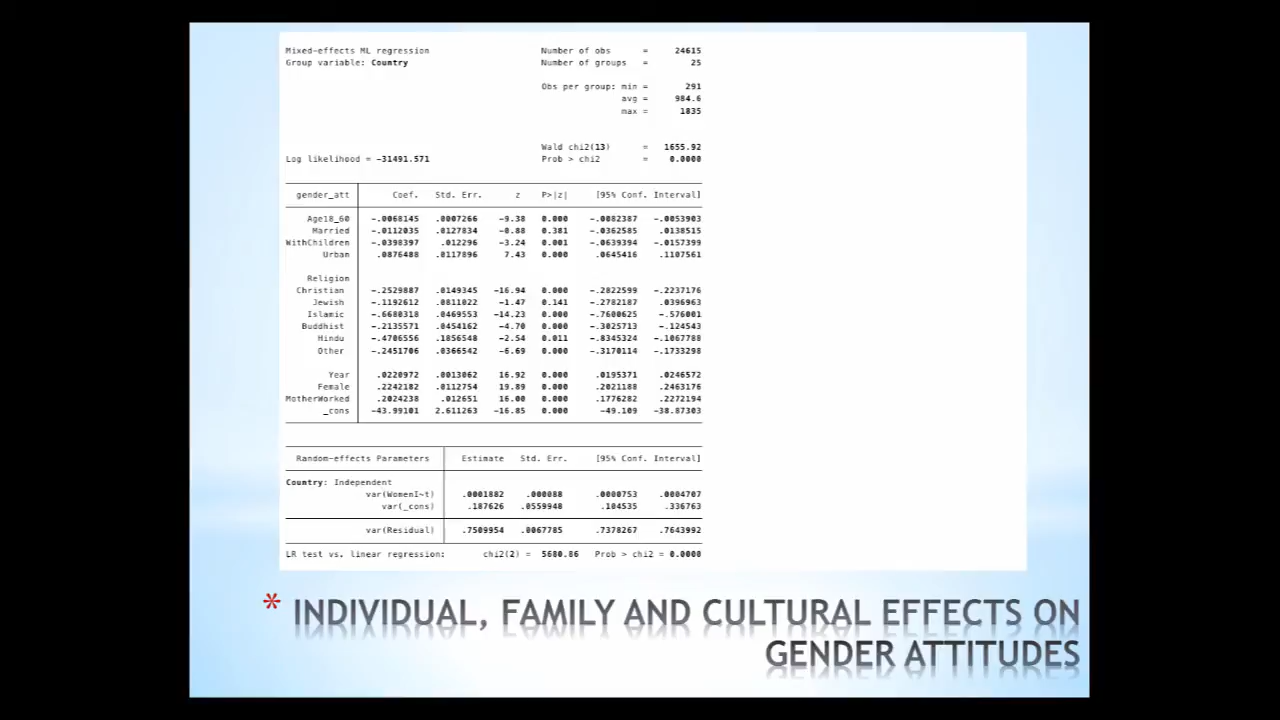 Mixed-effects ML regression Number of obs = 24615
Group variable: Country Number of groups = 25
Obs per group: min = 291
avg = 984.6
max = 1835
Wald chi2(13) = 1655.92
Log likelihood = -31491.571 Prob > chi2 = 0.0000
gender_att Coef. Std. Err. z P>|z| [95% Conf. Interval]
Age18_60 -.0068145 .0007266 -9.38 0.000 -.0082387 -.0053903
Married -.0112035 .0127834 -0.88 0.381 -.0362585 .0138515
WithChildren -.0398397 .012296 -3.24 0.001 -.0639394 -.0157399
Urban .0876488 .0117896 7.43 0.000 .0645416 .1107561
Religion
Christian -.2529887 .0149345 -16.94 0.000 -.2822599 -.2237176
Jewish -.1192612 .0811022 -1.47 0.141 -.2782187 .0396963
Islamic -.6680318 .0469553 -14.23 0.000 -.7600625 -.576001
Buddhist -.2135571 .0454162 -4.70 0.000 -.3025713 -.124543
Hindu -.4706556 .1856548 -2.54 0.011 -.8345324 -.1067788
Other -.2451706 .0366542 -6.69 0.000 -.3170114 -.1733298
Year .0220972 .0013062 16.92 0.000 .0195371 .0246572
Female .2242182 .0112754 19.89 0.000 .2021188 .2463176
MotherWorked .2024238 .012651 16.00 0.000 .1776282 .2272194
_cons -43.99101 2.611263 -16.85 0.000 -49.109 -38.87303
Random-effects Parameters Estimate Std. Err. [95% Conf. Interval]
Country: Independent
var(WomenI~t) .0001882 .000088 .0000753 .0004707
var(_cons) .187626 .0559948 .104535 .336763
var(Residual) .7509954 .0067785 .7378267 .7643992
LR test vs. linear regression: chi2(2) = 5680.86 Prob > chi2 = 0.0000
* INDIVIDUAL, FAMILY AND CULTURAL EFFECTS ON
GENDER ATTITUDES